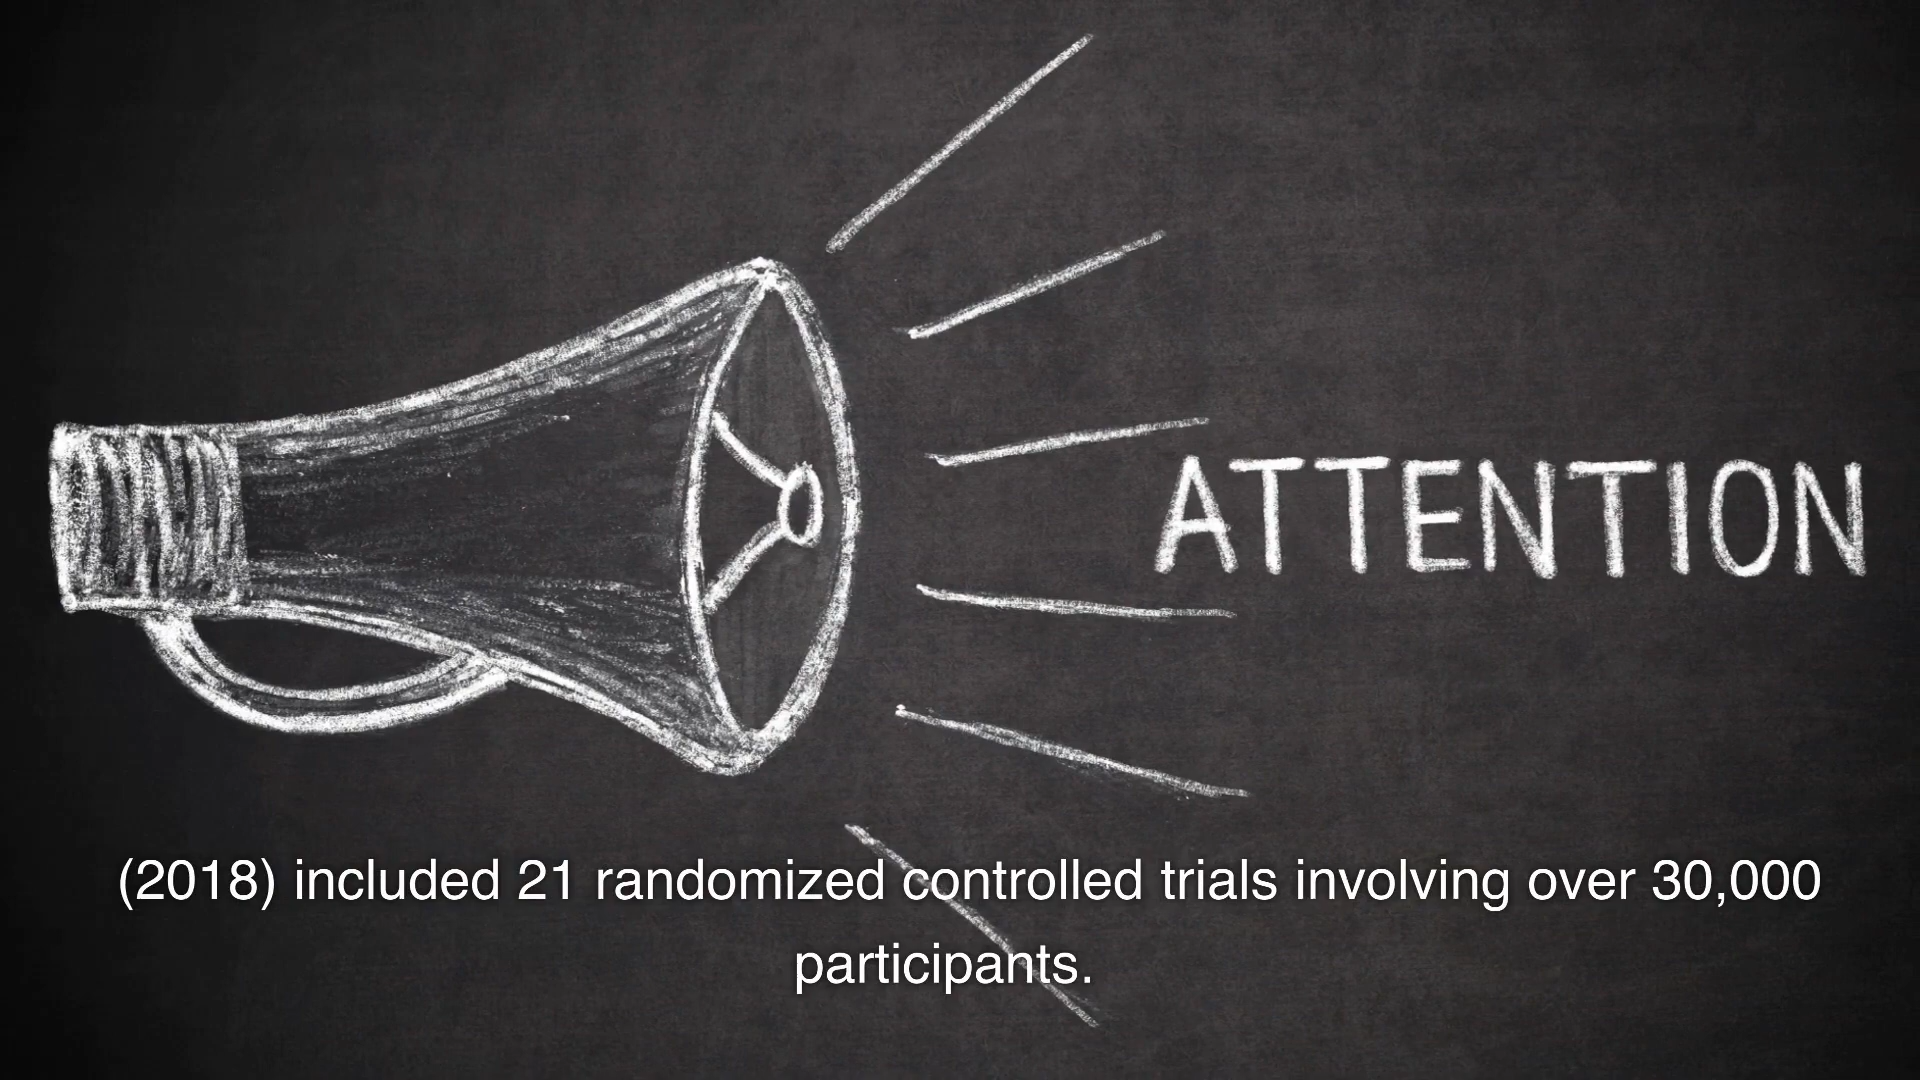 ATTENTION
(2018) included 21 randomized controlled trials involving over 30,000
participants.